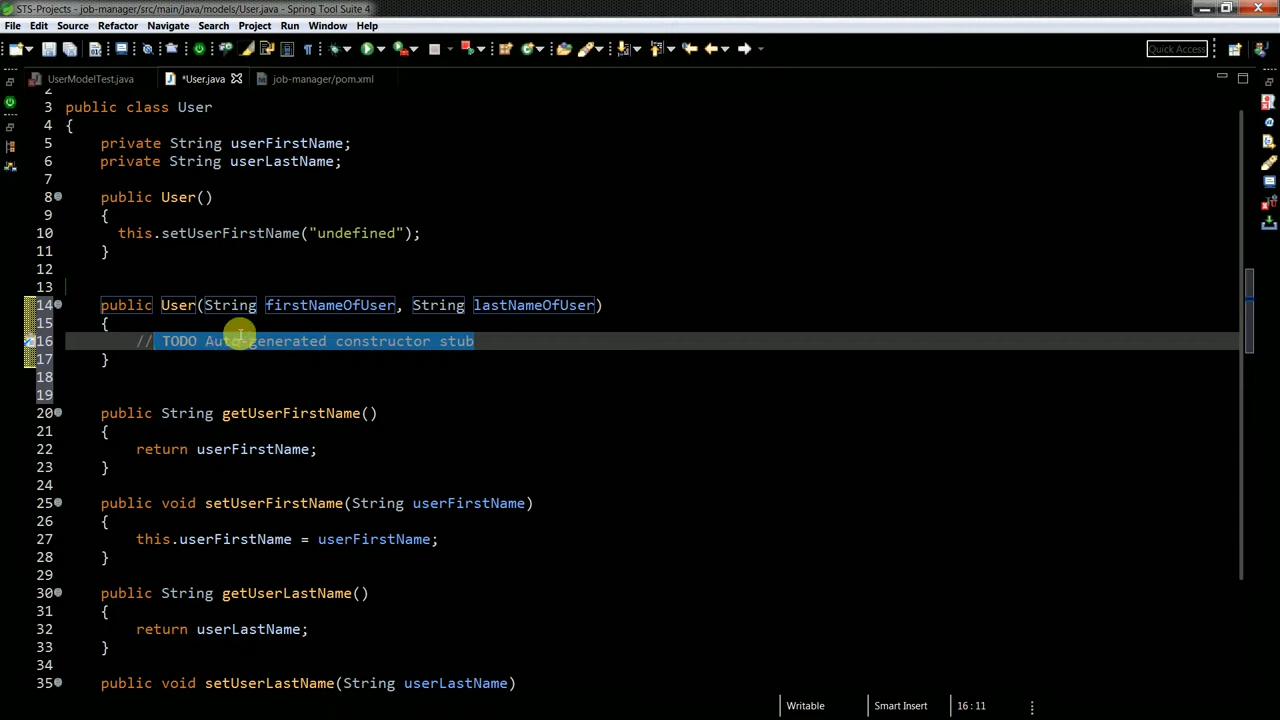 STS-Projects - job-manager/src/main/java/models/User.java - Spring Tool Suite 4
File Edit Source Refactor Navigate Search Project Run Window Help
Quick Access
UserModelTest.java *User.java job-manager/pom.xml
2
3 public class User
4 {
5 private String userFirstName;
6 private String userLastName;
7
8 public User()
9 {
10 this.setUserFirstName("undefined");
11 }
12
13
14 public User(String firstNameOfUser, String lastNameOfUser)
15 {
16 // TODO Auto-generated constructor stub
17 }
18
19
20 public String getUserFirstName()
21 {
22 return userFirstName;
23 }
24
25 public void setUserFirstName(String userFirstName)
26 {
27 this.userFirstName = userFirstName;
28 }
29
30 public String getUserLastName()
31 {
32 return userLastName;
33 }
34
35 public void setUserLastName(String userLastName)
Writable Smart Insert 16 : 11